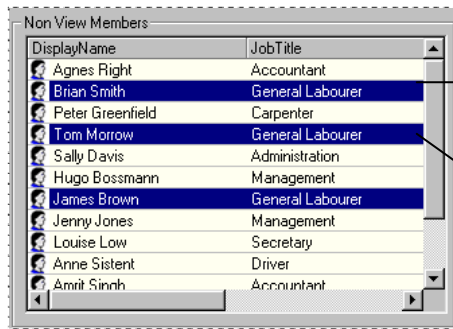 Non View Members
DisplayName JobTitle
Agnes Right Accountant
Brian Smith General Labourer
Peter Greenfield Carpenter
Tom Morrow General Labourer
Sally Davis Administration
Hugo Bossmann Management
James Brown General Labourer
Jenny Jones Management
Louise Low Secretary
Anne Sistent Driver
Amrit Singh Accountant